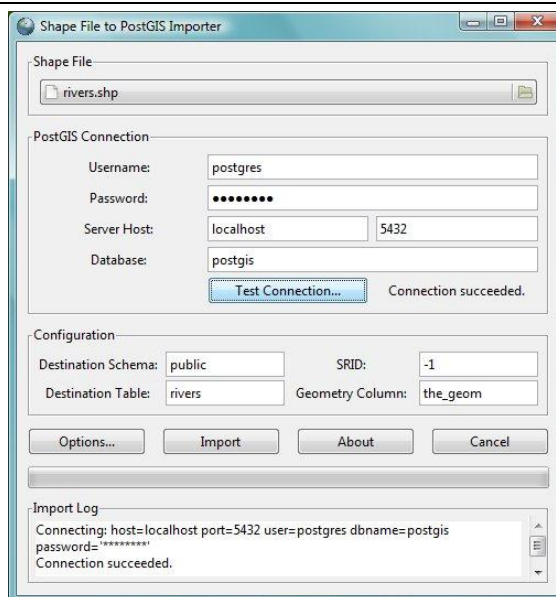 Shape File to PostGIS Importer
Shape File
rivers.shp
PostGIS Connection
Username: postgres
Password: ●●●●●●●●
Server Host: localhost 5432
Database: postgis
Test Connection... Connection succeeded.
Configuration
Destination Schema: public SRID: -1
Destination Table: rivers Geometry Column: the_geom
Options... Import About Cancel
Import Log
Connecting: host=localhost port=5432 user=postgres dbname=postgis
password='********'
Connection succeeded.